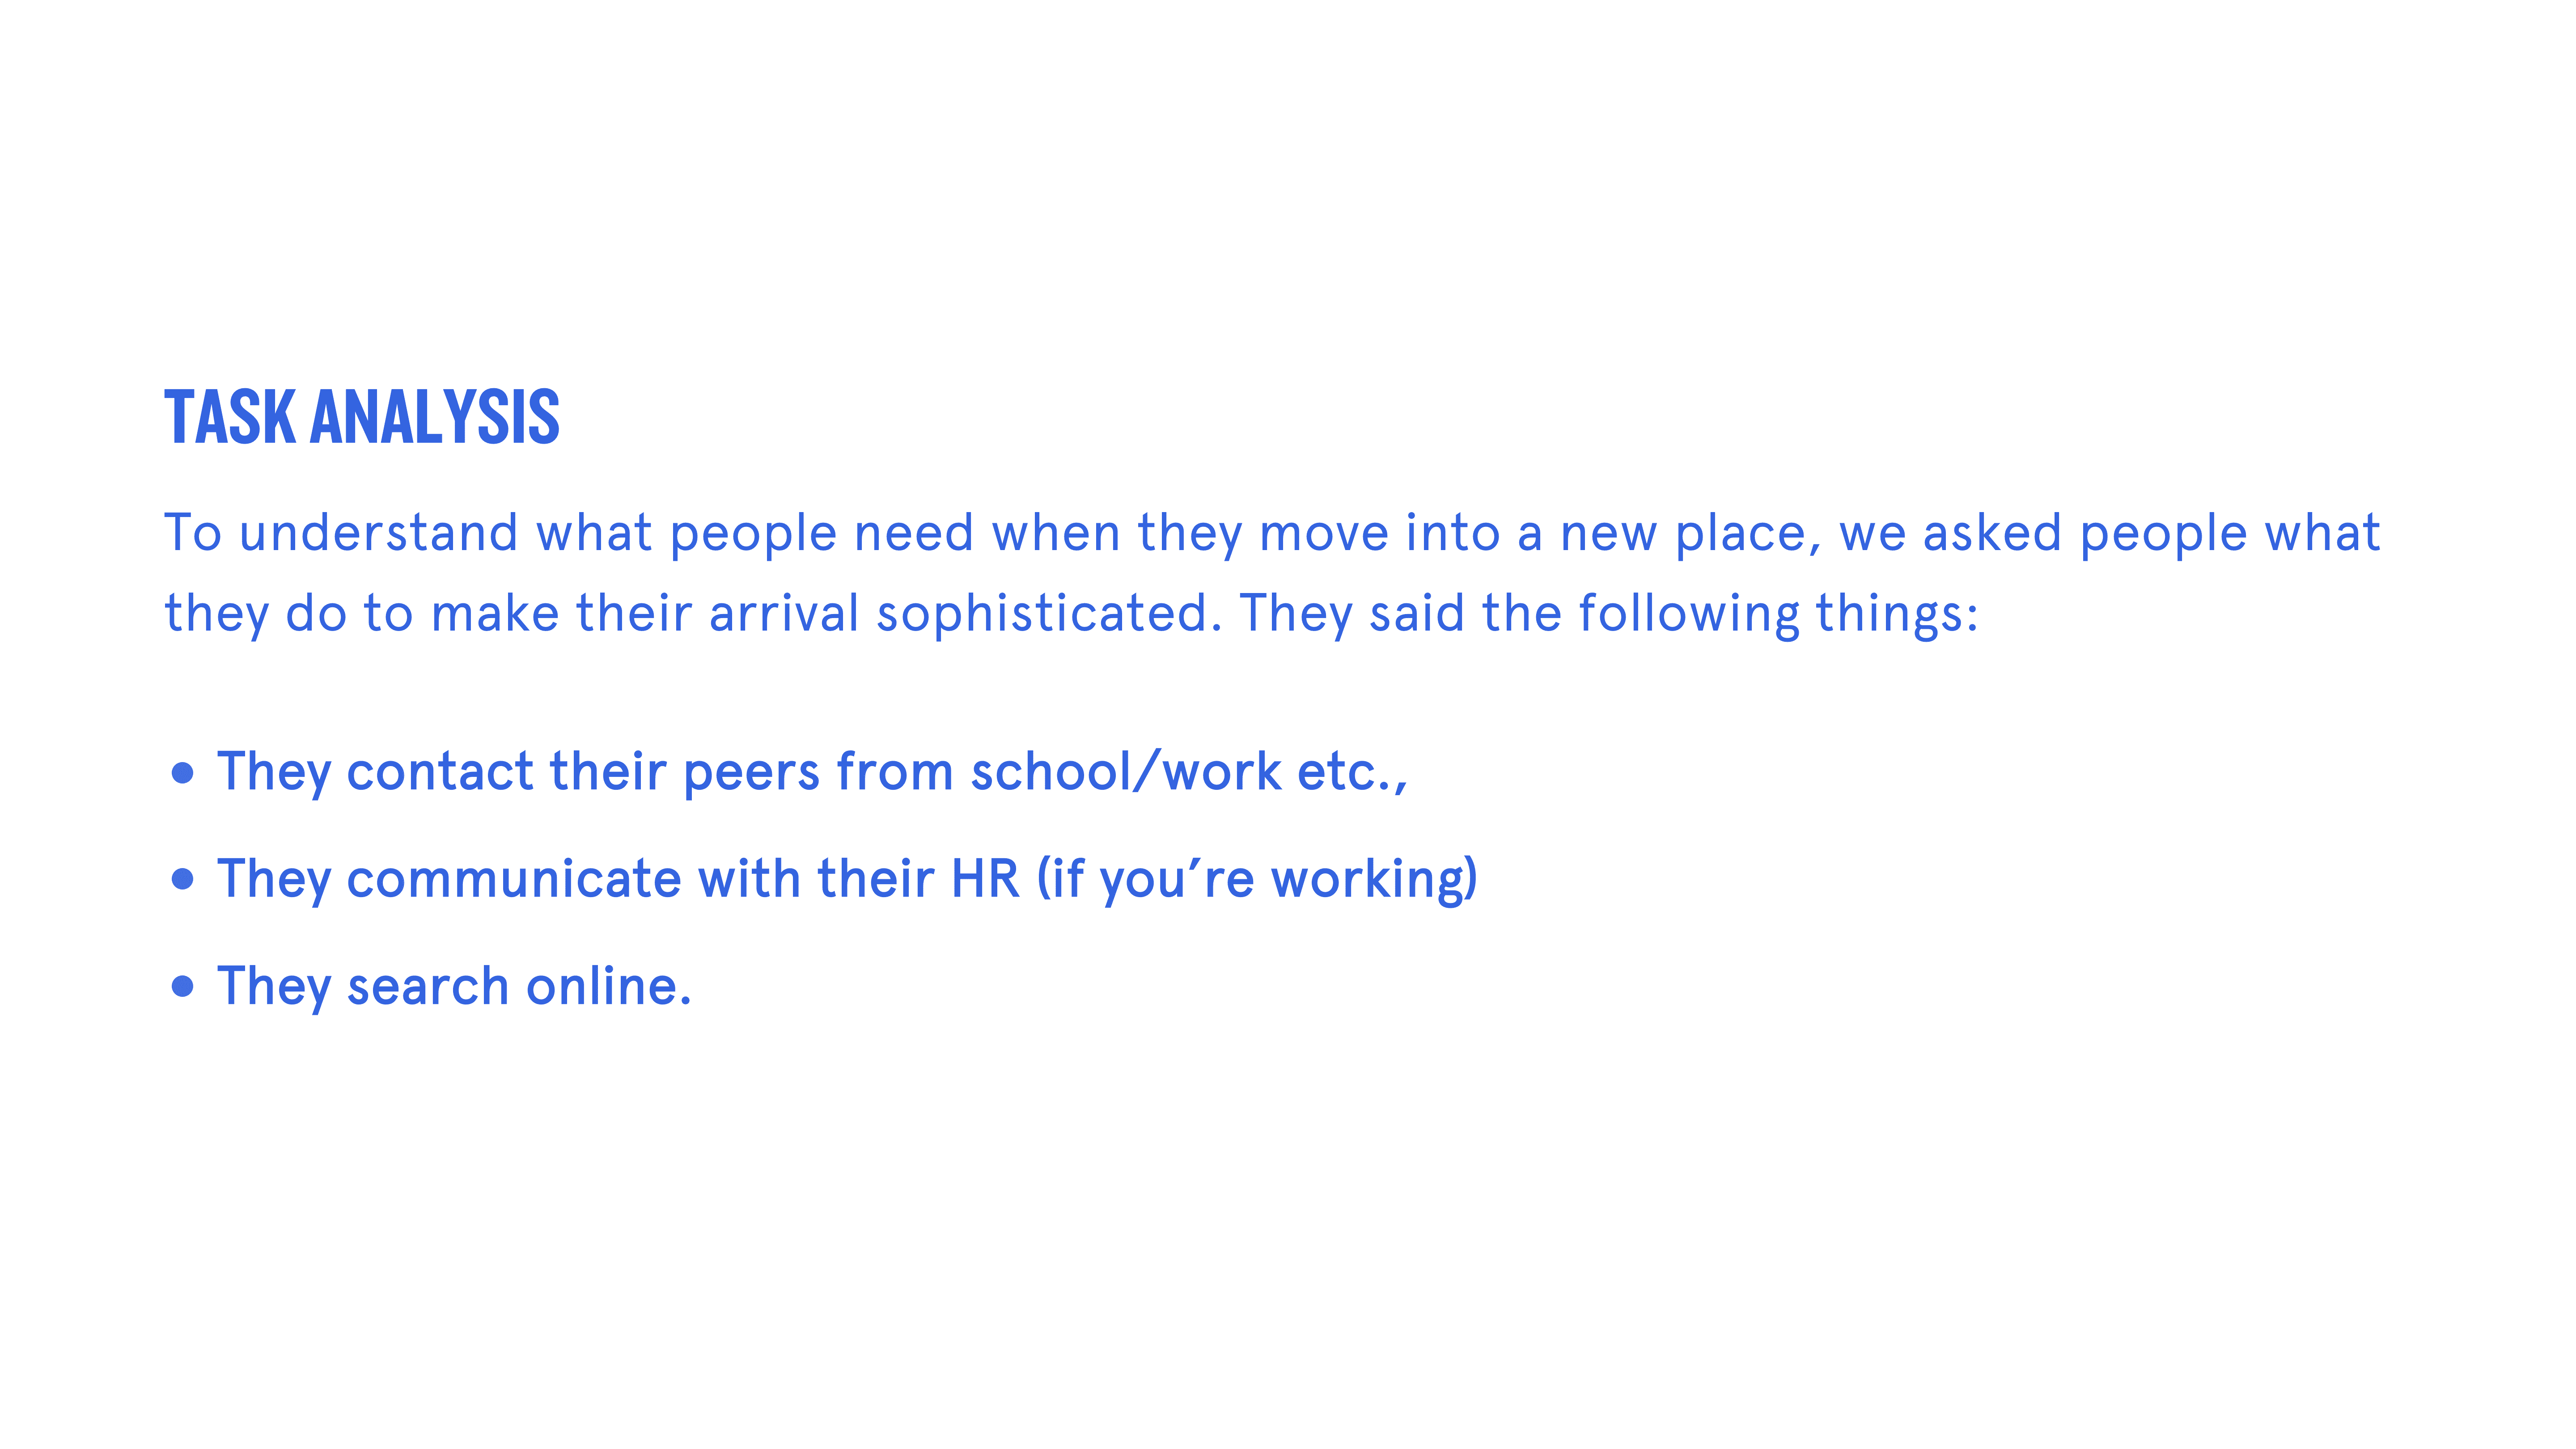 TASK ANALYSIS
To understand what people need when they move into a new place, we asked people what
they do to make their arrival sophisticated. They said the following things:
• They contact their peers from school/work etc.,
• They communicate with their HR (if you’re working)
• They search online.